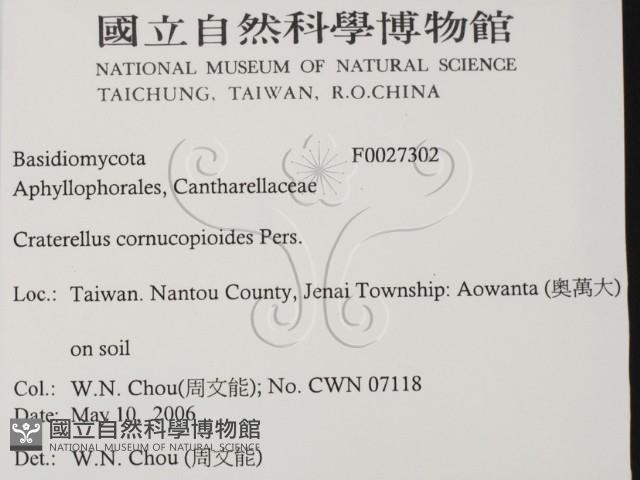 國立自然科學博物館
NATIONAL MUSEUM OF NATURAL SCIENCE
TAICHUNG, TAIWAN, R.O.CHINA
Basidiomycota F0027302
Aphyllophorales, Cantharellaceae
Craterellus cornucopioides Pers.
Loc.: Taiwan. Nantou County, Jenai Township: Aowanta (奧萬大)
on soil
Col.: W.N. Chou(周文能); No. CWN 07118
Date: May 10, 2006
國立自然科學博物館
NATIONAL MUSEUM OF NATURAL SCIENCE
Det.: W.N. Chou (周文能)